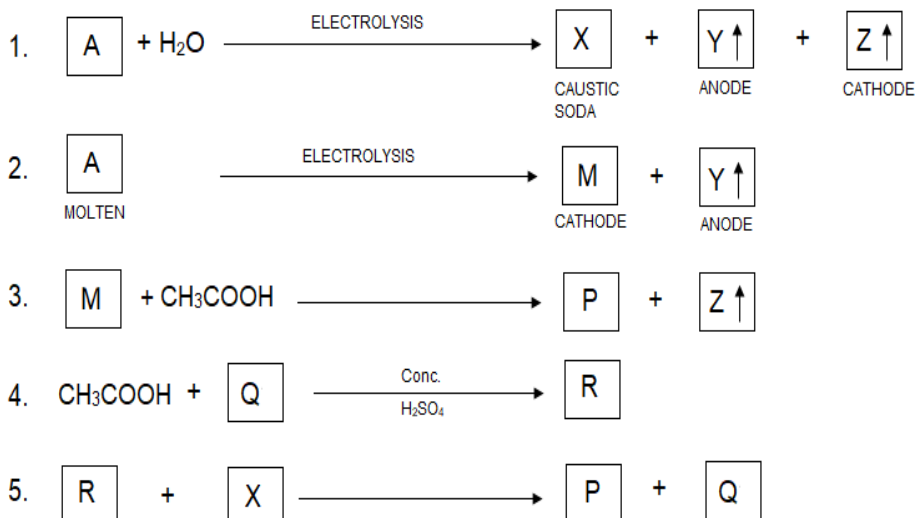 ELECTROLYSIS
1. A + H₂O X + Y↑ + Z↑
CAUSTIC SODA ANODE CATHODE
ELECTROLYSIS
2. A M + Y↑
MOLTEN CATHODE ANODE
3. M + CH₃COOH P + Z↑
Conc.
4. CH₃COOH + Q R
H₂SO₄
5. R + X P + Q